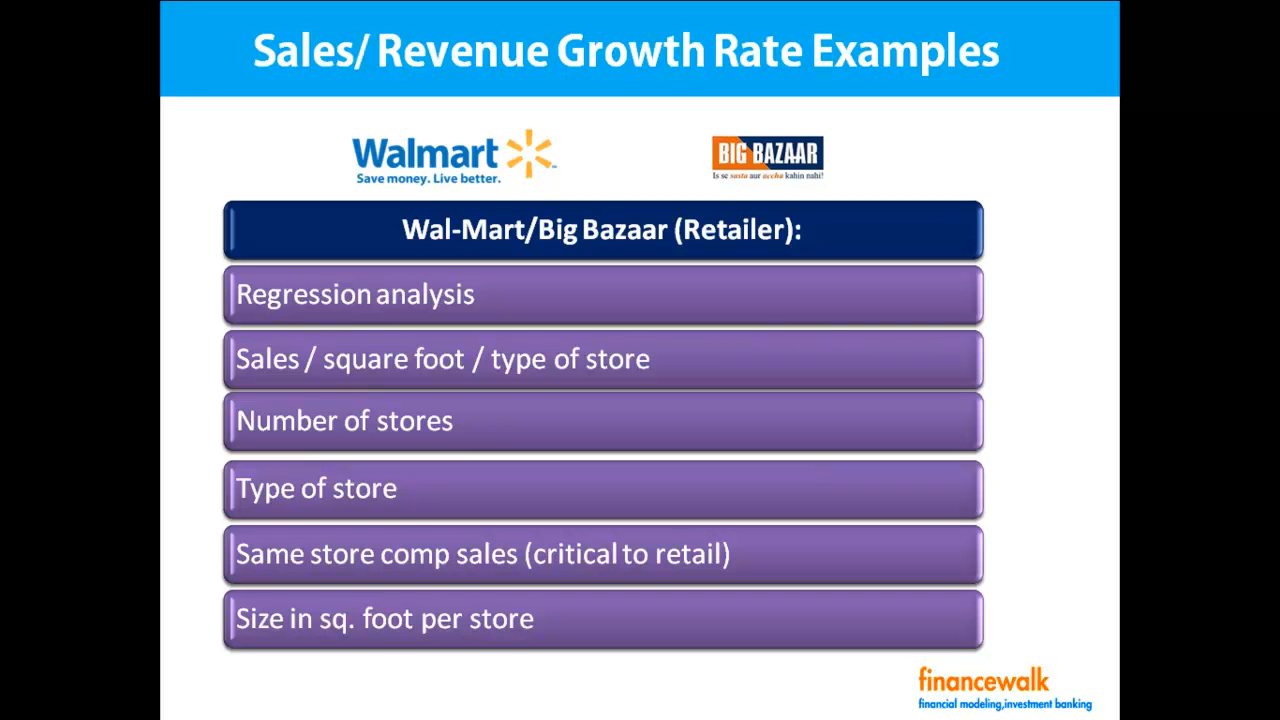 Sales/ Revenue Growth Rate Examples
Walmart
Save money. Live better.
BIG BAZAAR
Is se sasta aur accha kahin nahi!
Wal-Mart/Big Bazaar (Retailer):
Regression analysis
Sales / square foot / type of store
Number of stores
Type of store
Same store comp sales (critical to retail)
Size in sq. foot per store
financewalk
financial modeling,investment banking